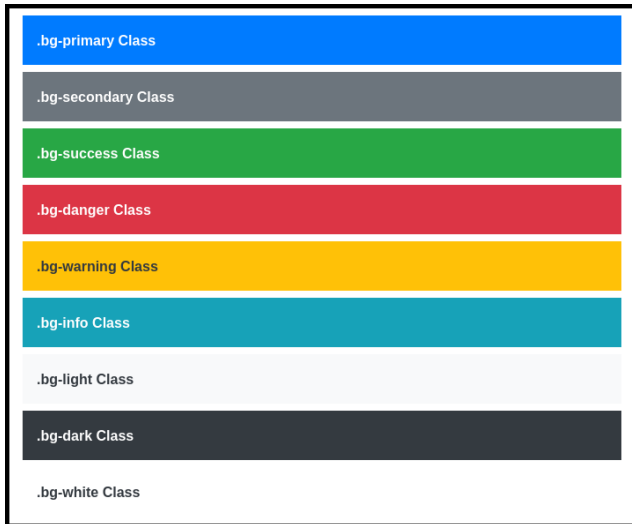 .bg-primary Class
.bg-secondary Class
.bg-success Class
.bg-danger Class
.bg-warning Class
.bg-info Class
.bg-light Class
.bg-dark Class
.bg-white Class